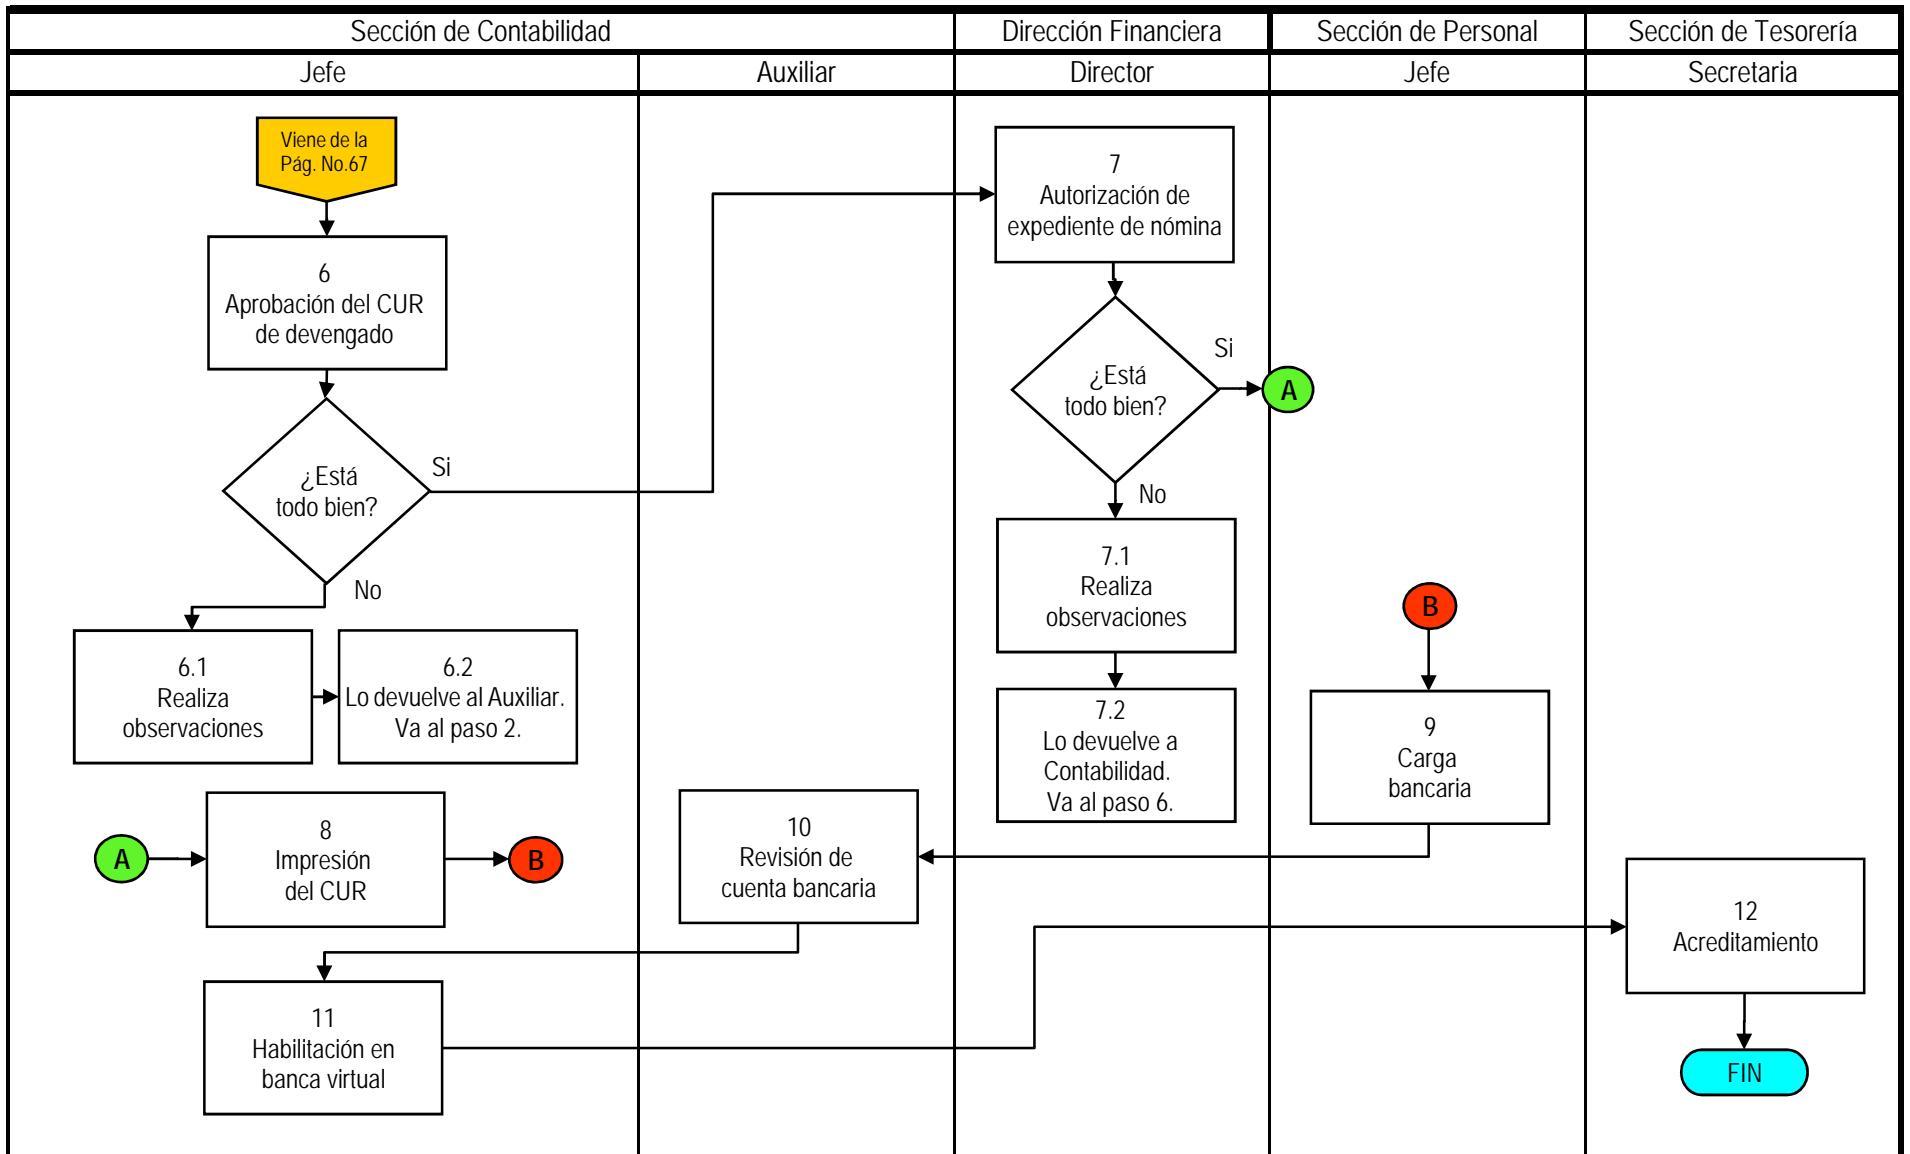 Sección de Contabilidad
Dirección Financiera
Sección de Personal
Sección de Tesorería
Jefe
Auxiliar
Director
Jefe
Secretaria
Viene de la
Pág. No.67
6
Aprobación del CUR
de devengado
¿Está
todo bien?
Si
No
6.1
Realiza
observaciones
6.2
Lo devuelve al Auxiliar.
Va al paso 2.
7
Autorización de
expediente de nómina
¿Está
todo bien?
Si
A
No
7.1
Realiza
observaciones
7.2
Lo devuelve a
Contabilidad.
Va al paso 6.
A
8
Impresión
del CUR
B
B
9
Carga
bancaria
10
Revisión de
cuenta bancaria
11
Habilitación en
banca virtual
12
Acreditamiento
FIN